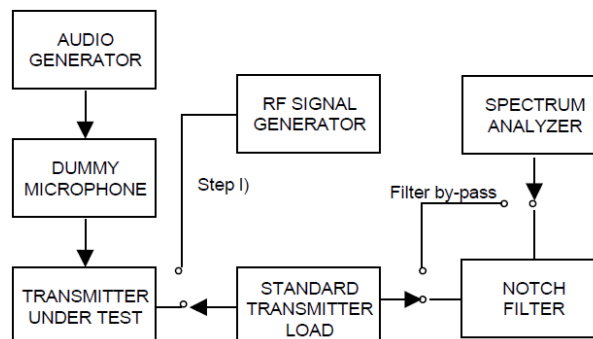 AUDIO
GENERATOR
RF SIGNAL
GENERATOR
SPECTRUM
ANALYZER
DUMMY
MICROPHONE
Step l)
Filter by-pass
TRANSMITTER
UNDER TEST
STANDARD
TRANSMITTER
LOAD
NOTCH
FILTER